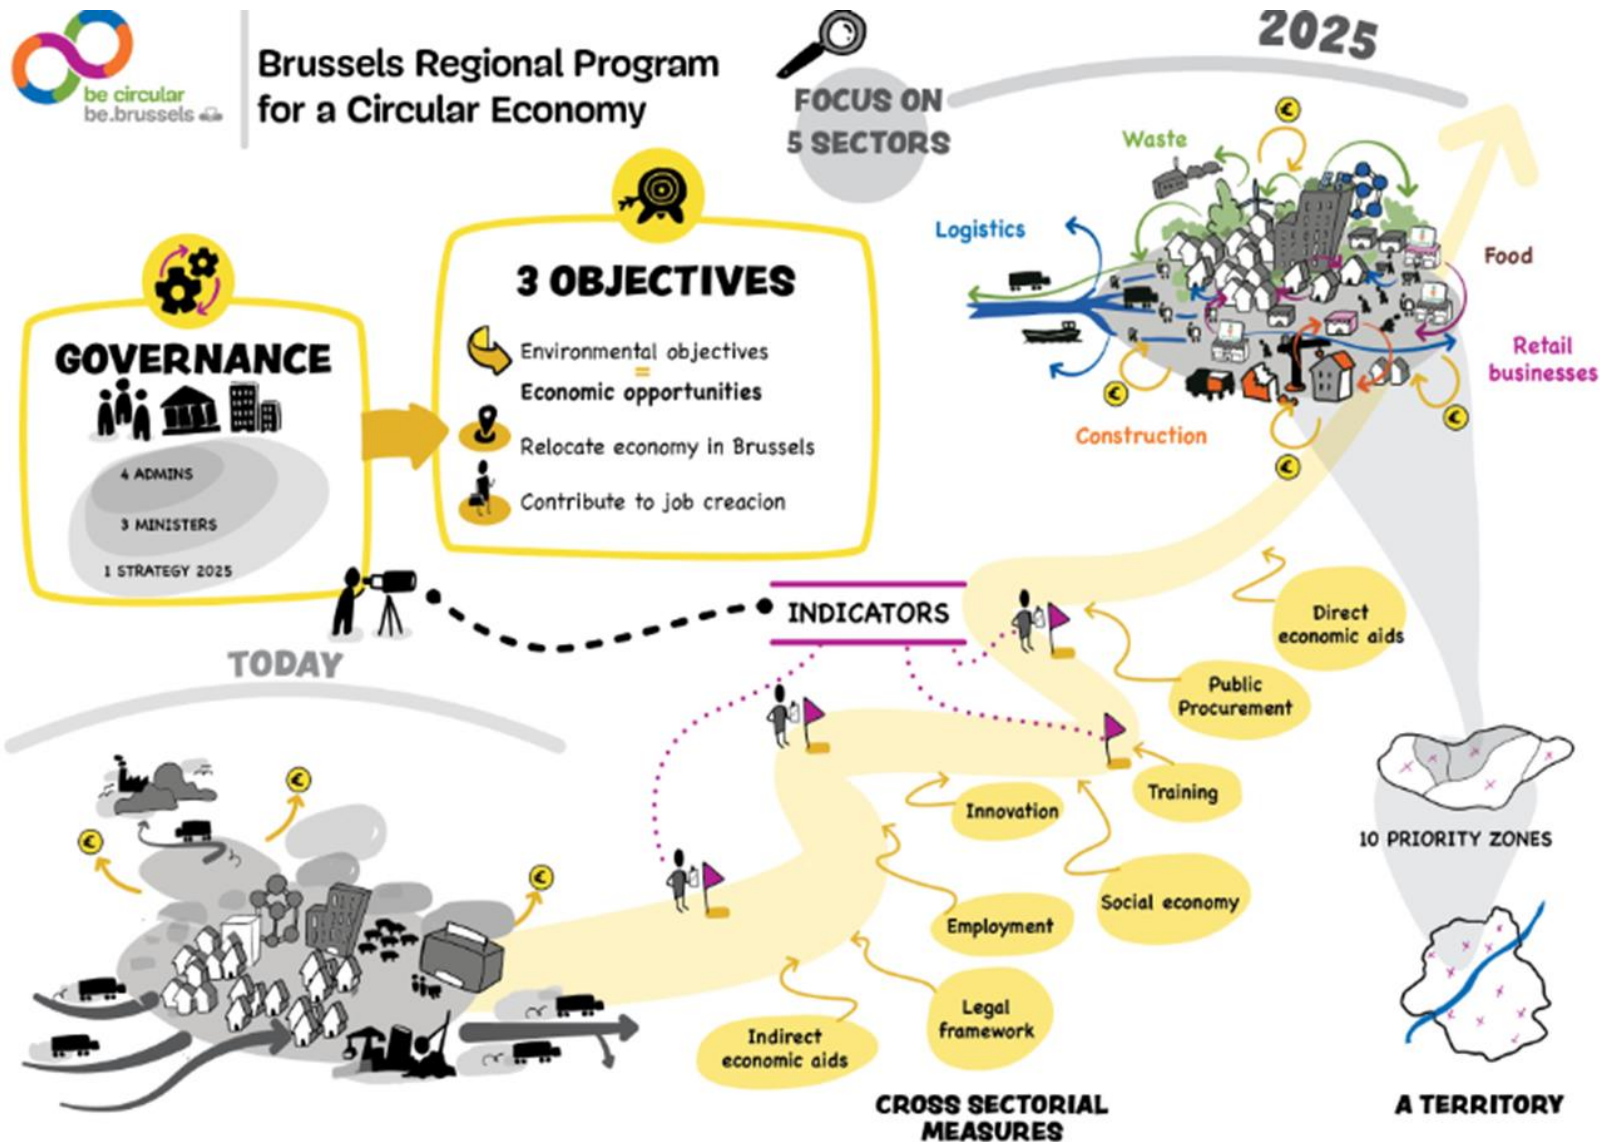 be circular
be.brussels
Brussels Regional Program
for a Circular Economy
FOCUS ON
5 SECTORS
2025
Waste
Logistics
Food
Retail
businesses
Construction
GOVERNANCE
4 ADMINS
3 MINISTERS
1 STRATEGY 2025
3 OBJECTIVES
Environmental objectives
=
Economic opportunities
Relocate economy in Brussels
Contribute to job creacion
INDICATORS
TODAY
Direct
economic aids
Public
Procurement
Training
Innovation
Social economy
Employment
Legal
framework
Indirect
economic aids
CROSS SECTORIAL
MEASURES
10 PRIORITY ZONES
A TERRITORY
€
€
€
€
€
€
€